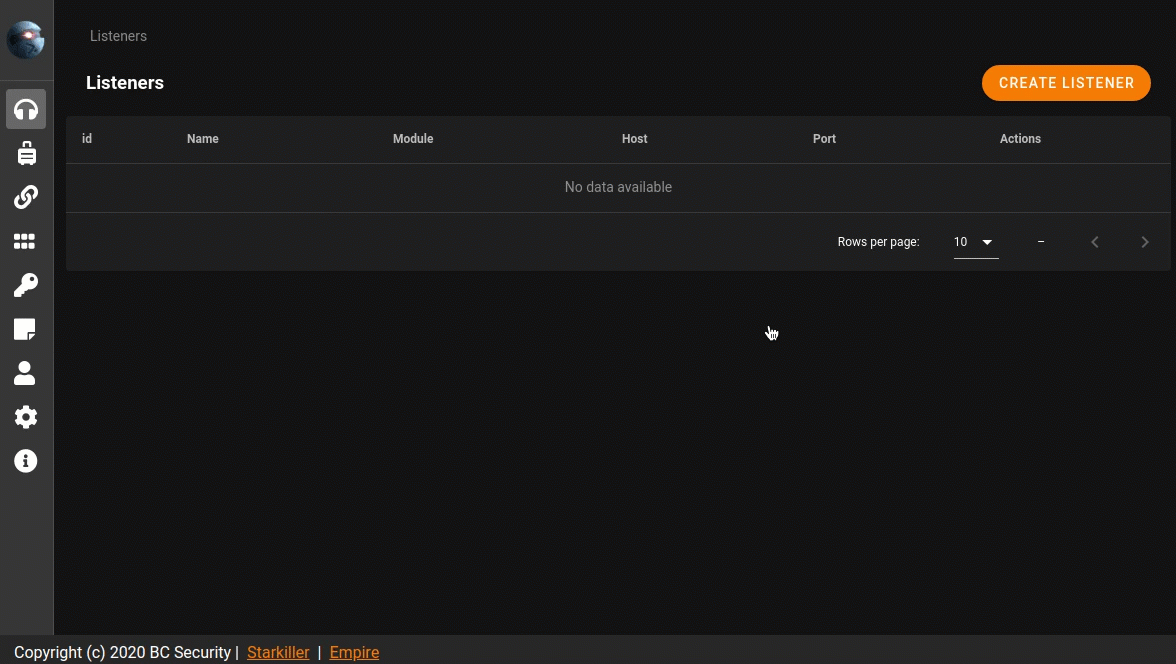 Listeners
Listeners CREATE LISTENER
id Name Module Host Port Actions
No data available
Rows per page: 10 –
Copyright (c) 2020 BC Security | Starkiller | Empire